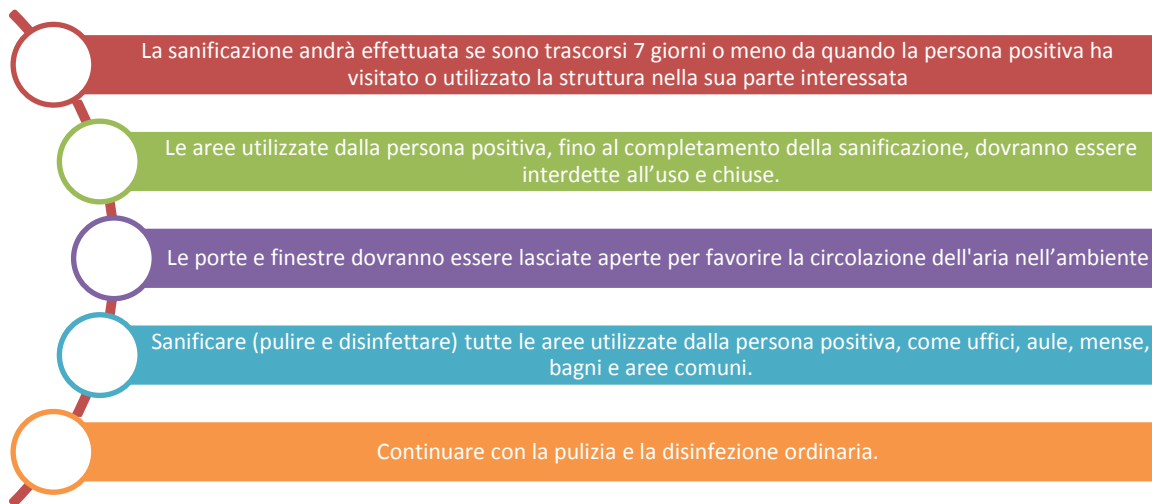 La sanificazione andrà effettuata se sono trascorsi 7 giorni o meno da quando la persona positiva ha
visitato o utilizzato la struttura nella sua parte interessata
Le aree utilizzate dalla persona positiva, fino al completamento della sanificazione, dovranno essere
interdette all’uso e chiuse.
Le porte e finestre dovranno essere lasciate aperte per favorire la circolazione dell'aria nell’ambiente
Sanificare (pulire e disinfettare) tutte le aree utilizzate dalla persona positiva, come uffici, aule, mense,
bagni e aree comuni.
Continuare con la pulizia e la disinfezione ordinaria.